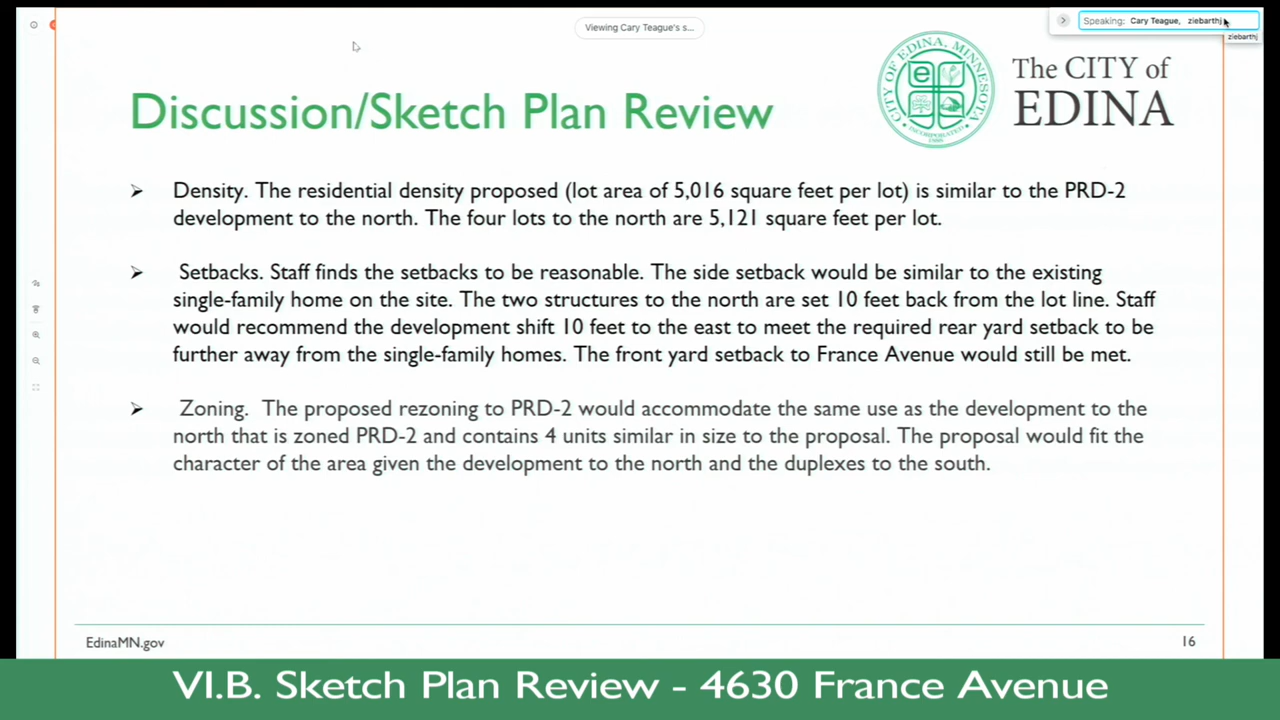 Viewing Cary Teague's s...
Speaking: Cary Teague, ziebarthj
ziebarthj
CITY OF EDINA, MINNESOTA
INCORPORATED
1888
e
The CITY of
EDINA
Discussion/Sketch Plan Review
➢ Density. The residential density proposed (lot area of 5,016 square feet per lot) is similar to the PRD-2
development to the north. The four lots to the north are 5,121 square feet per lot.
➢ Setbacks. Staff finds the setbacks to be reasonable. The side setback would be similar to the existing
single-family home on the site. The two structures to the north are set 10 feet back from the lot line. Staff
would recommend the development shift 10 feet to the east to meet the required rear yard setback to be
further away from the single-family homes. The front yard setback to France Avenue would still be met.
➢ Zoning. The proposed rezoning to PRD-2 would accommodate the same use as the development to the
north that is zoned PRD-2 and contains 4 units similar in size to the proposal. The proposal would fit the
character of the area given the development to the north and the duplexes to the south.
EdinaMN.gov
16
VI.B. Sketch Plan Review - 4630 France Avenue